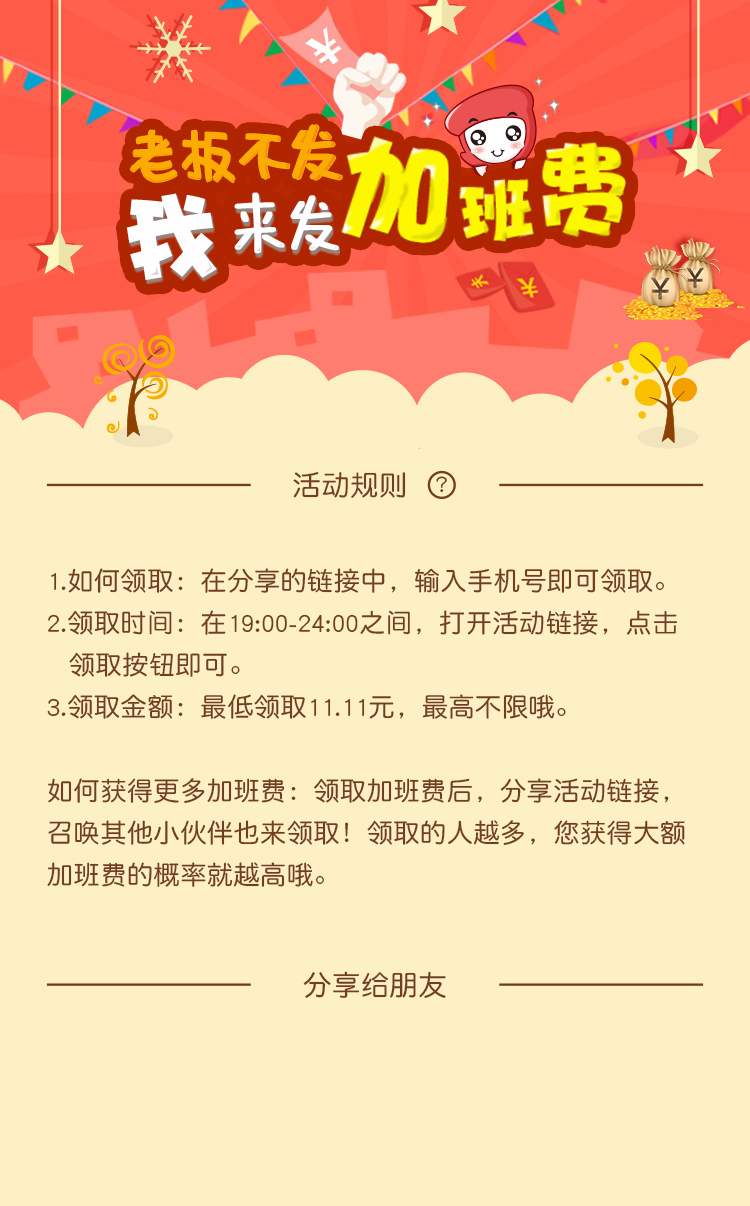 ¥
老板不发
我来发加班费
¥
¥
¥
¥
活动规则 ?
1.如何领取：在分享的链接中，输入手机号即可领取。
2.领取时间：在19:00-24:00之间，打开活动链接，点击
领取按钮即可。
3.领取金额：最低领取11.11元，最高不限哦。
如何获得更多加班费：领取加班费后，分享活动链接，
召唤其他小伙伴也来领取！领取的人越多，您获得大额
加班费的概率就越高哦。
分享给朋友